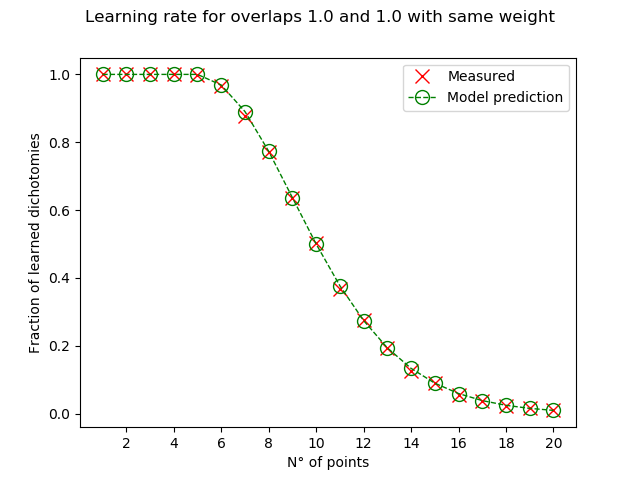 Learning rate for overlaps 1.0 and 1.0 with same weight
Measured
Model prediction
Fraction of learned dichotomies
1.0
0.8
0.6
0.4
0.2
0.0
2 4 6 8 10 12 14 16 18 20
N° of points